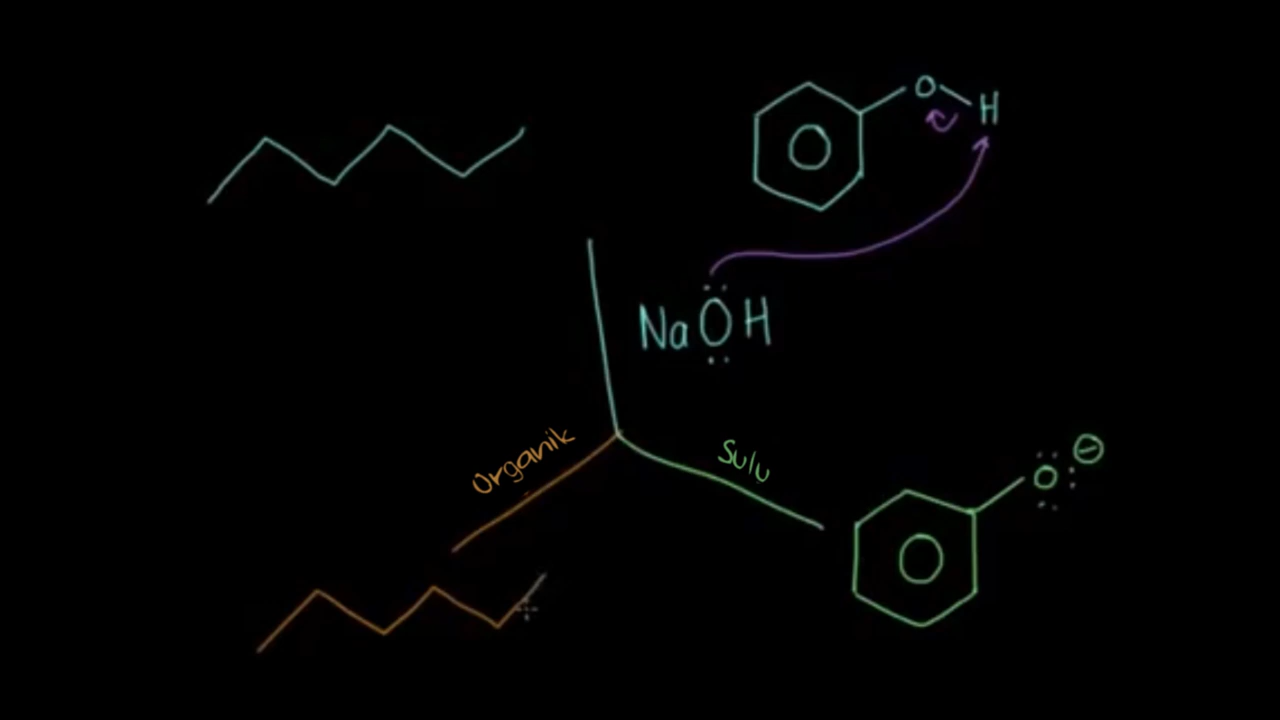 O H
NaOH
Organik
Sulu
O ⊖